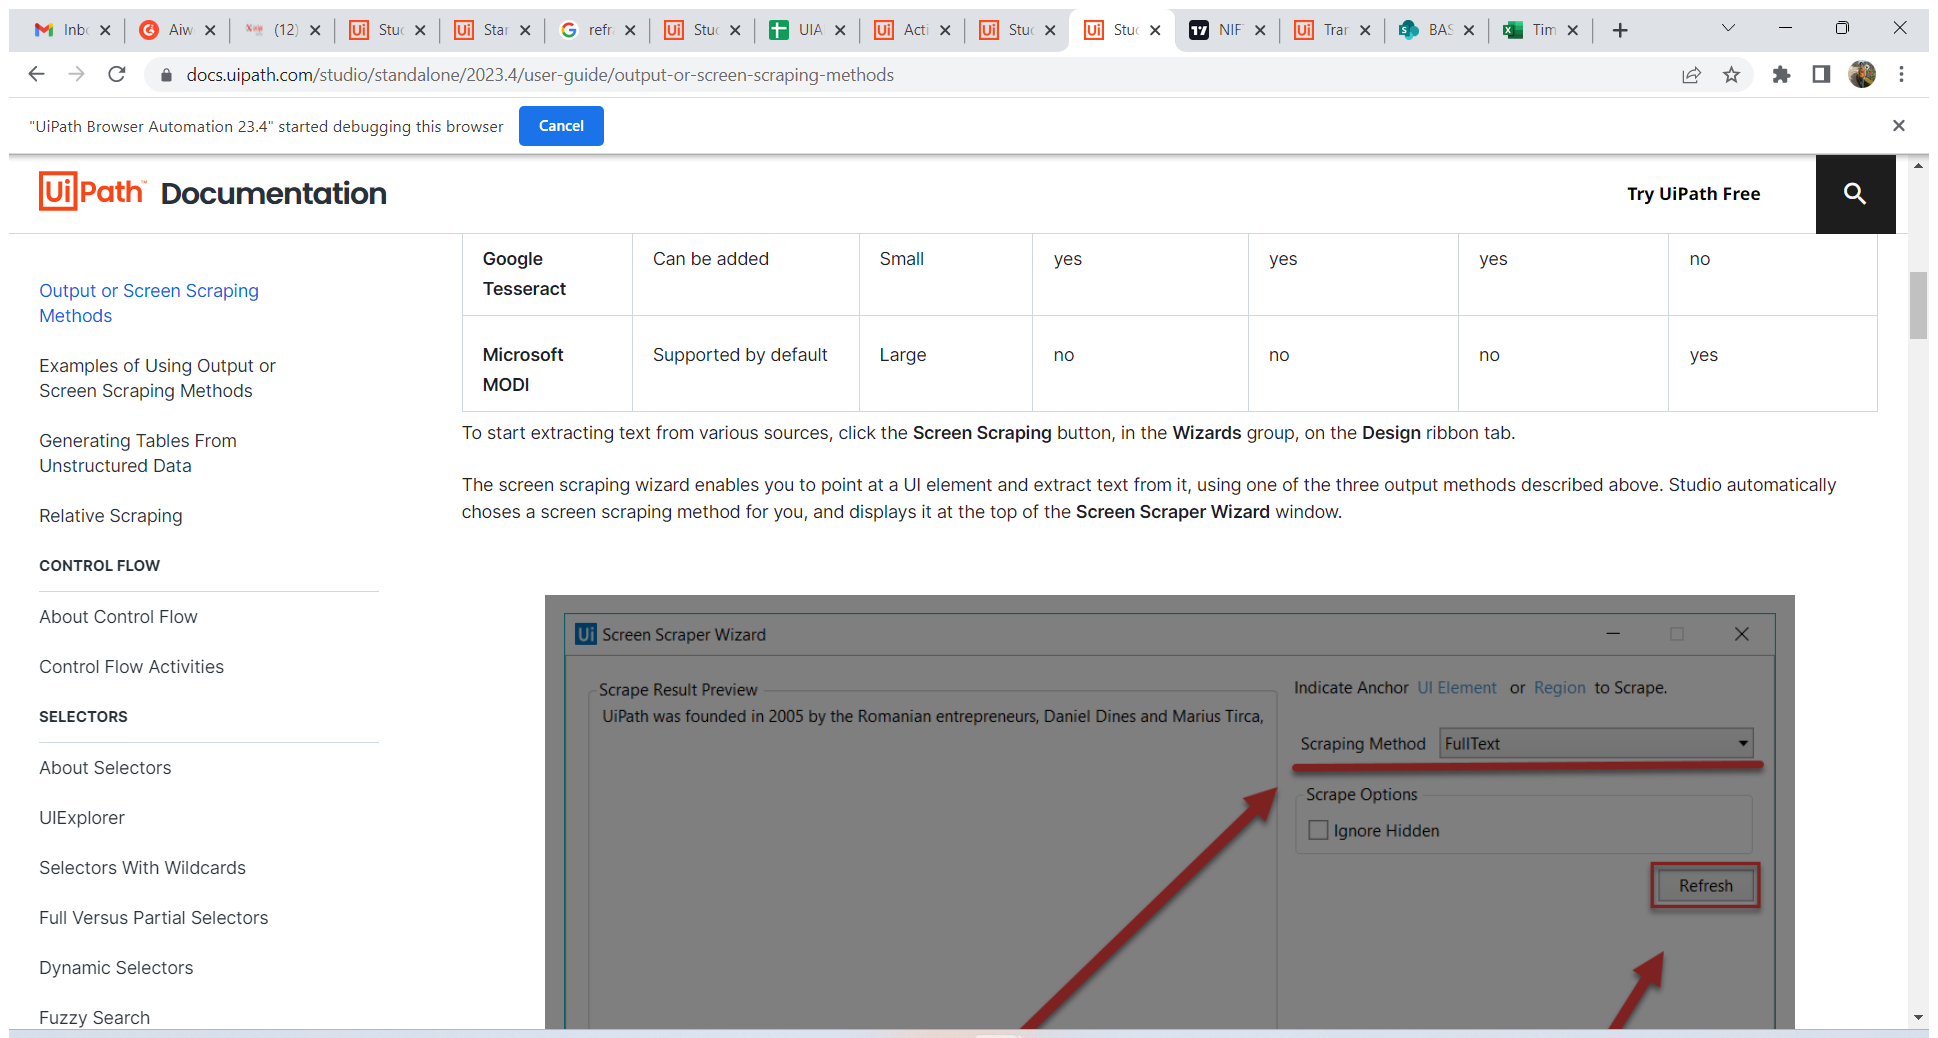 Inbo
Aiw
(12)
Stud
Star
refra
Stud
UIA
Acti
Stud
Stud
NIF
Tran
BAS
Tim
docs.uipath.com/studio/standalone/2023.4/user-guide/output-or-screen-scraping-methods
"UiPath Browser Automation 23.4" started debugging this browser
Cancel
UiPath™ Documentation
Try UiPath Free
Output or Screen Scraping
Methods
Examples of Using Output or
Screen Scraping Methods
Generating Tables From
Unstructured Data
Relative Scraping
CONTROL FLOW
About Control Flow
Control Flow Activities
SELECTORS
About Selectors
UIExplorer
Selectors With Wildcards
Full Versus Partial Selectors
Dynamic Selectors
Fuzzy Search
Google Tesseract Can be added Small yes yes yes no
Microsoft MODI Supported by default Large no no no yes
To start extracting text from various sources, click the Screen Scraping button, in the Wizards group, on the Design ribbon tab.
The screen scraping wizard enables you to point at a UI element and extract text from it, using one of the three output methods described above. Studio automatically
choses a screen scraping method for you, and displays it at the top of the Screen Scraper Wizard window.
Ui Screen Scraper Wizard
Scrape Result Preview
UiPath was founded in 2005 by the Romanian entrepreneurs, Daniel Dines and Marius Tirca,
Indicate Anchor UI Element or Region to Scrape.
Scraping Method FullText
Scrape Options
Ignore Hidden
Refresh